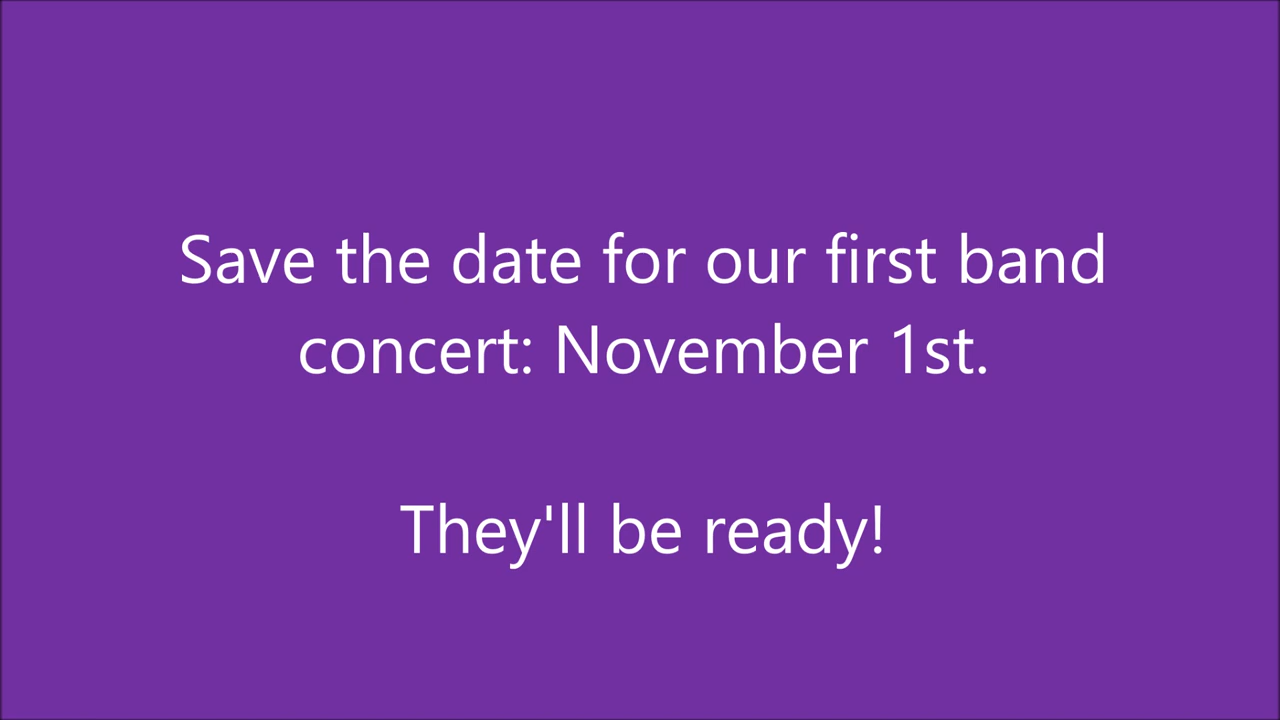 Save the date for our first band
concert: November 1st.
They'll be ready!